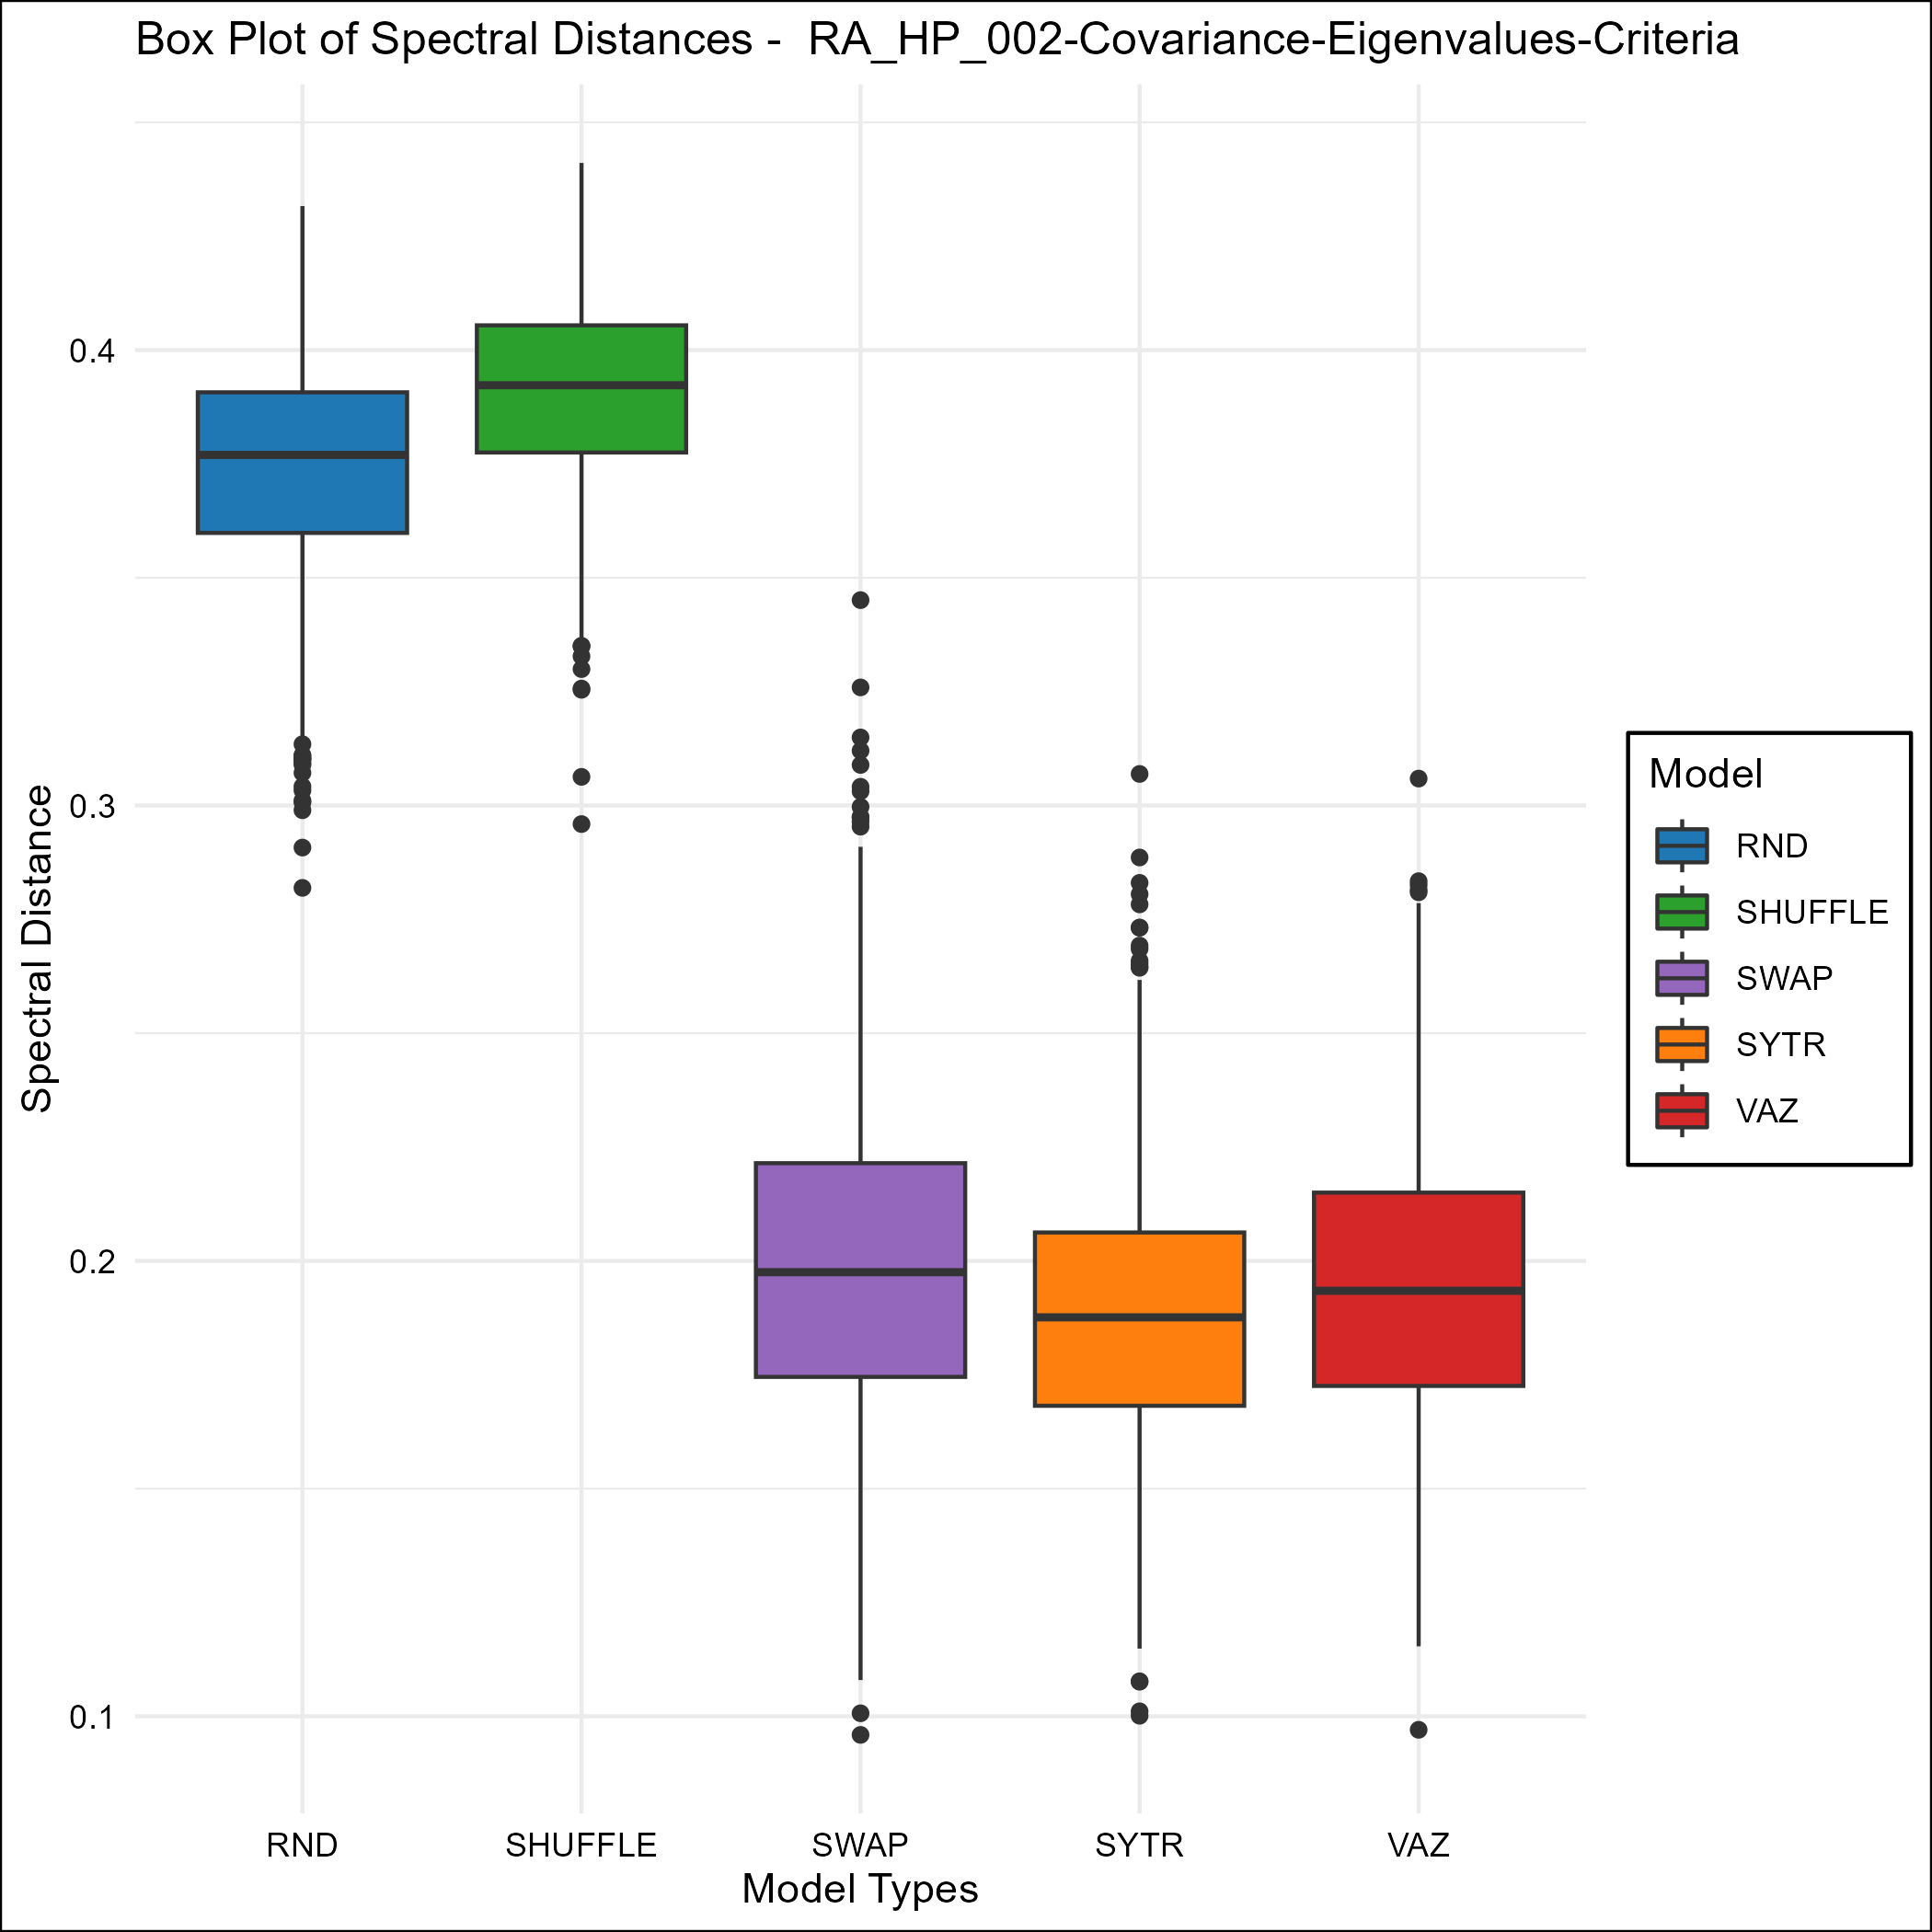 Box Plot of Spectral Distances -  RA_HP_002-Covariance-Eigenvalues-Criteria
Spectral Distance
0.4
0.3
0.2
0.1
RND
SHUFFLE
SWAP
SYTR
VAZ
Model Types
Model
RND
SHUFFLE
SWAP
SYTR
VAZ